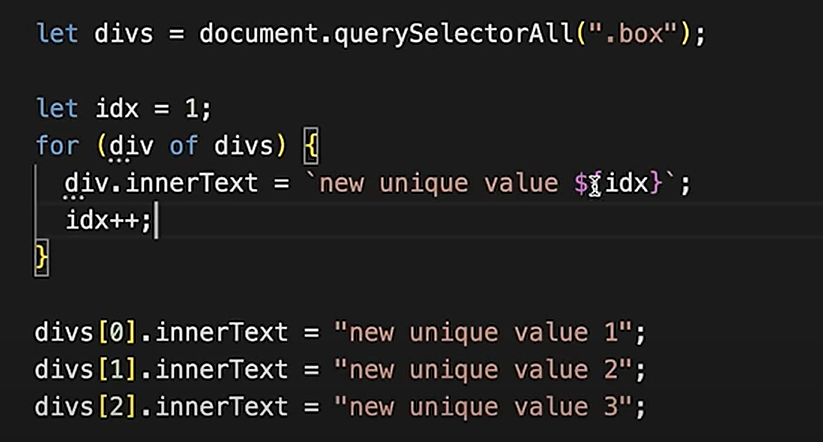 let divs = document.querySelectorAll(".box");
let idx = 1;
for (div of divs) {
div.innerText = `new unique value ${idx}`;
idx++;
}
divs[0].innerText = "new unique value 1";
divs[1].innerText = "new unique value 2";
divs[2].innerText = "new unique value 3";